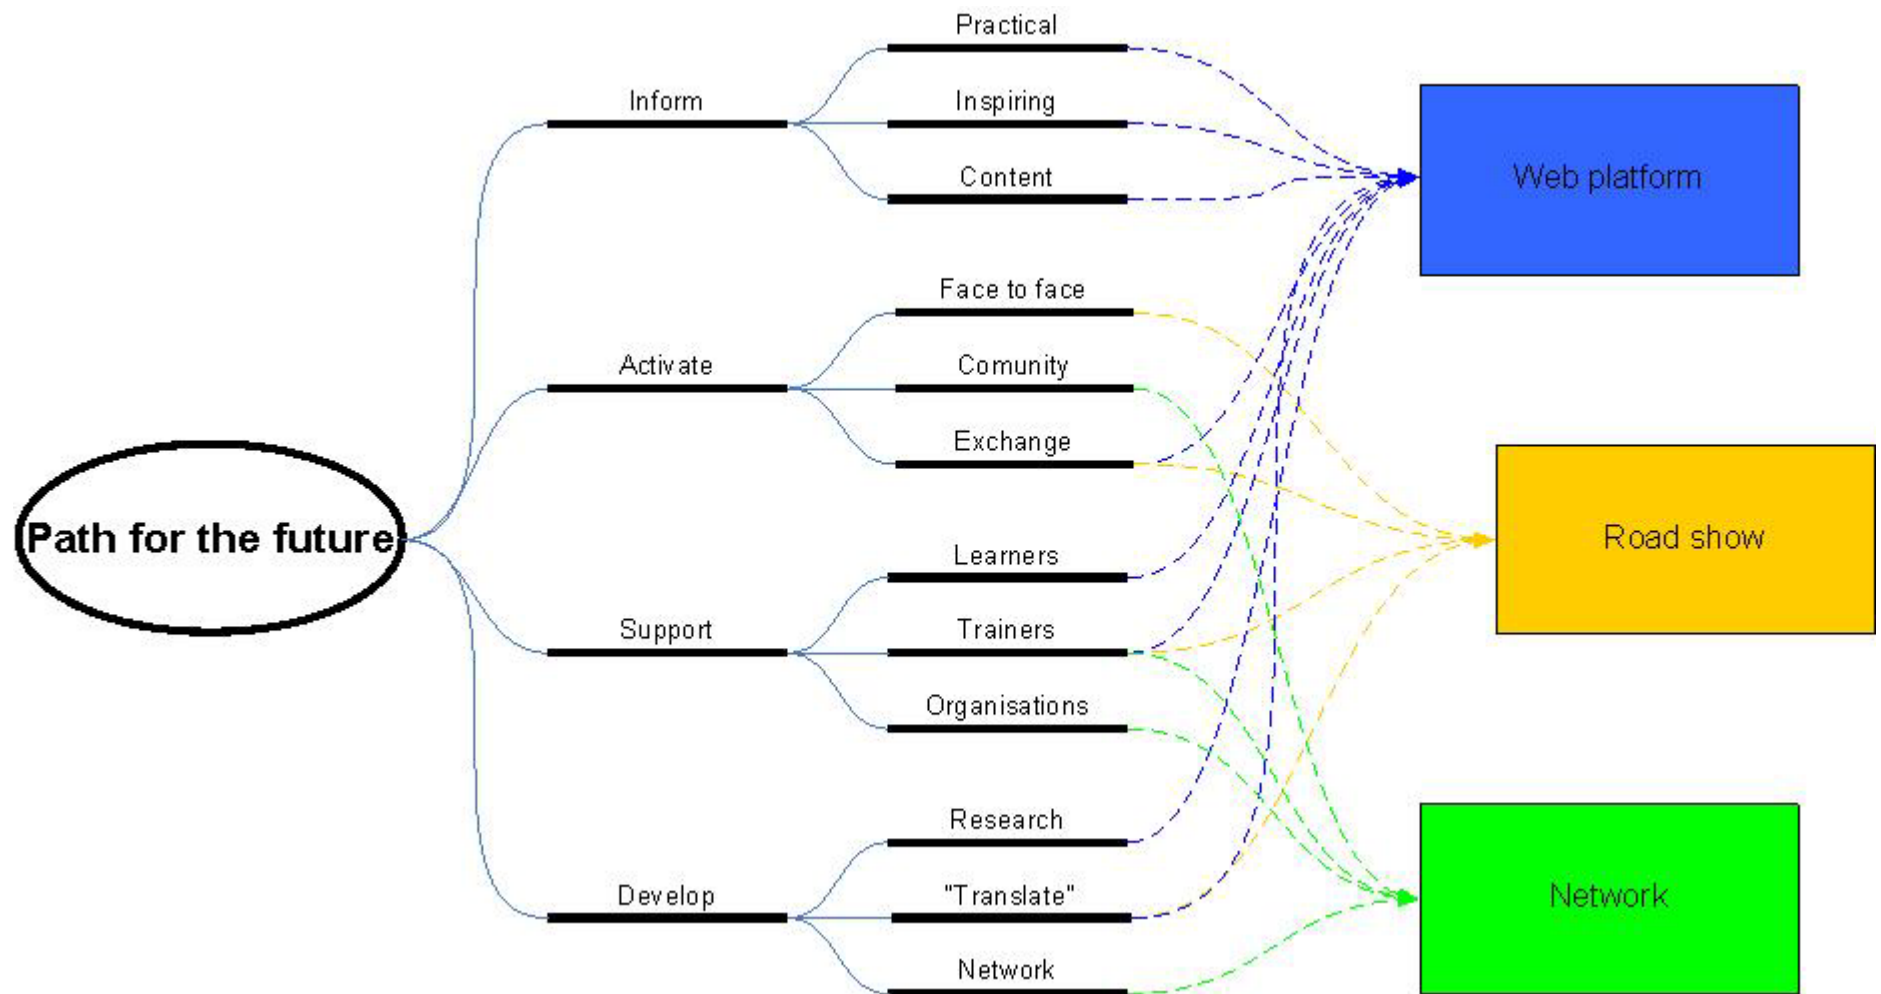 Path for the future
Inform
Practical
Inspiring
Content
Activate
Face to face
Comunity
Exchange
Support
Learners
Trainers
Organisations
Develop
Research
"Translate"
Network
Web platform
Road show
Network